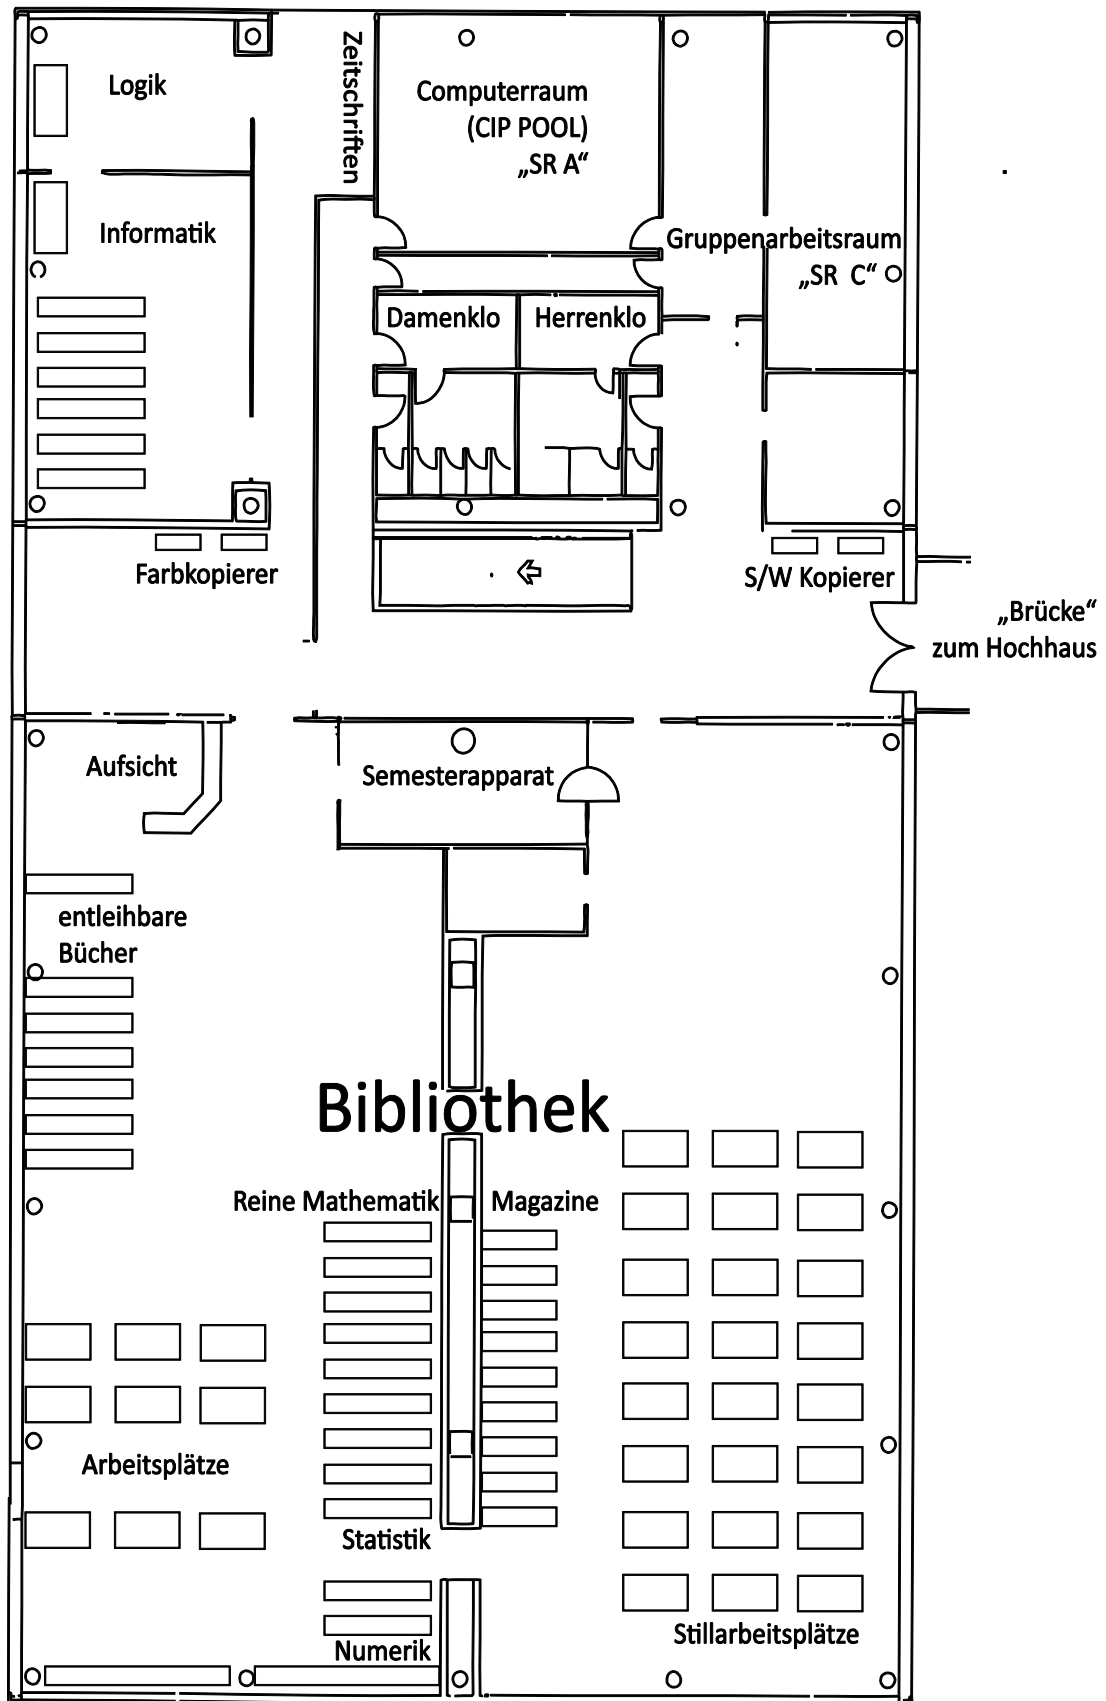 Logik
Zeitschriften
Computerraum
(CIP POOL)
„SR A“
Informatik
Gruppenarbeitsraum
„SR C“
Damenklo
Herrenklo
Farbkopierer
S/W Kopierer
„Brücke“
zum Hochhaus
Aufsicht
Semesterapparat
entleihbare
Bücher
Bibliothek
Reine Mathematik
Magazine
Arbeitsplätze
Statistik
Stillarbeitsplätze
Numerik